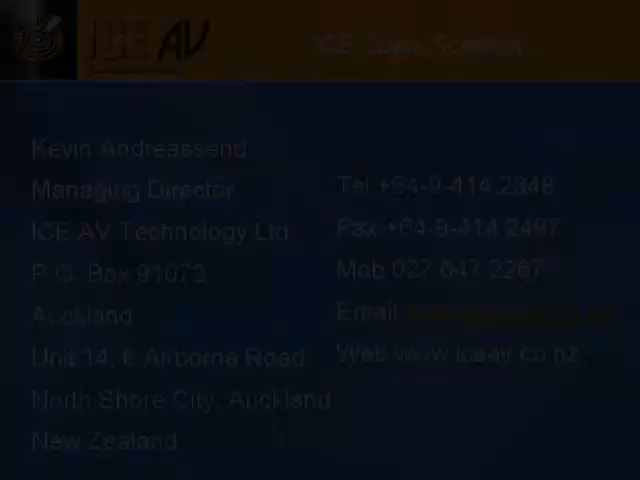 ICE AV
Kevin Andreassend
Managing Director
ICE AV Technology Ltd
P.O. Box 91073
Auckland
Unit 14, 6 Airborne Road
North Shore City, Auckland
New Zealand
Tel +64-9-414 2348
Fax +64-9-414 2497
Mob 027 647 2267
Email
Web www.iceav.co.nz